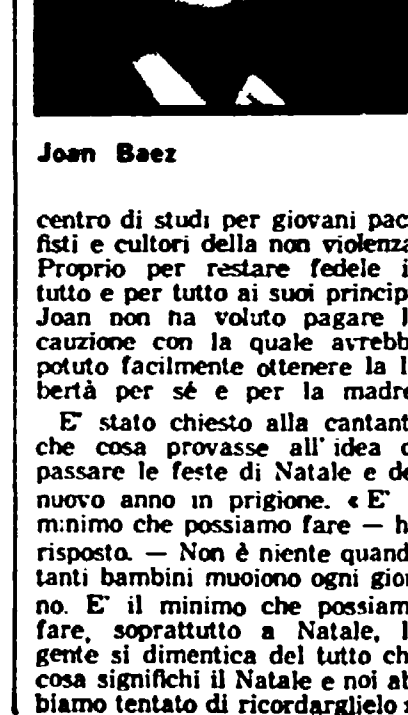 Joan Baez
centro di studi per giovani pac
fisti e cultori della non violenza
Proprio per restare fedele i
tutto e per tutto ai suoi princip
Joan non ha voluto pagare l
cauzione con la quale avrebb
potuto facilmente ottenere la l
bertà per sé e per la madre
E' stato chiesto alla cantant
che cosa provasse all'idea d
passare le feste di Natale e de
nuovo anno in prigione. « E'
minimo che possiamo fare — h
risposto. — Non è niente quand
tanti bambini muoiono ogni gior
no. E' il minimo che possiam
fare, soprattutto a Natale, l
gente si dimentica del tutto ch
cosa significhi il Natale e noi ab
biamo tentato di ricordarglielo »